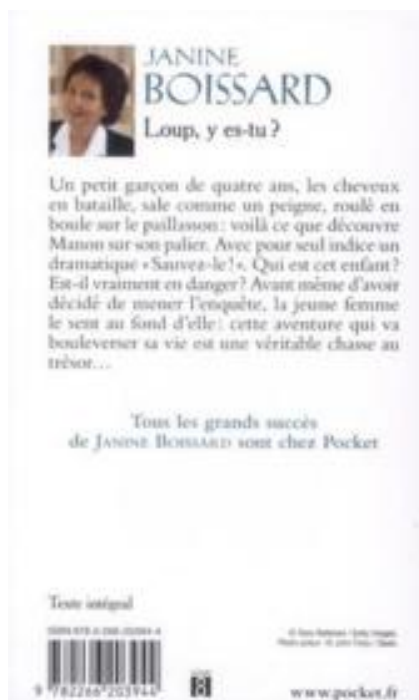 JANINE
BOISSARD
Loup, y es-tu ?
Un petit garçon de quatre ans, les cheveux
en bataille, sale comme un peigne, roulé en
boule sur le paillasson : voilà ce que découvre
Manon sur son palier. Avec pour seul indice un
dramatique « Sauvez-le ! ». Qui est cet enfant ?
Est-il vraiment en danger ? Avant même d'avoir
décidé de mener l'enquête, la jeune femme
le sent au fond d'elle : cette aventure qui va
bouleverser sa vie est une véritable chasse au
trésor…
Tous les grands succès
de JANINE BOISSARD sont chez Pocket
Texte intégral
9 782266 203944
www.pocket.fr